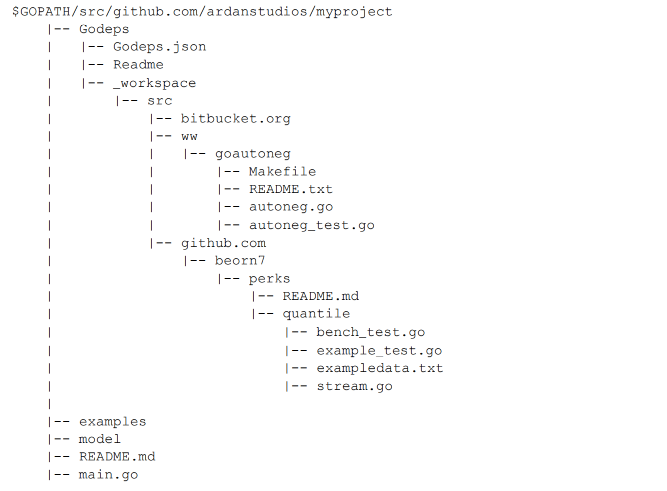 $GOPATH/src/github.com/ardanstudios/myproject
    |-- Godeps
    |   |-- Godeps.json
    |   |-- Readme
    |   |-- _workspace
    |       |-- src
    |           |-- bitbucket.org
    |           |-- ww
    |           |   |-- goautoneg
    |           |       |-- Makefile
    |           |       |-- README.txt
    |           |       |-- autoneg.go
    |           |       |-- autoneg_test.go
    |           |-- github.com
    |               |-- beorn7
    |                   |-- perks
    |                       |-- README.md
    |                       |-- quantile
    |                           |-- bench_test.go
    |                           |-- example_test.go
    |                           |-- exampledata.txt
    |                           |-- stream.go
    |
    |-- examples
    |-- model
    |-- README.md
    |-- main.go